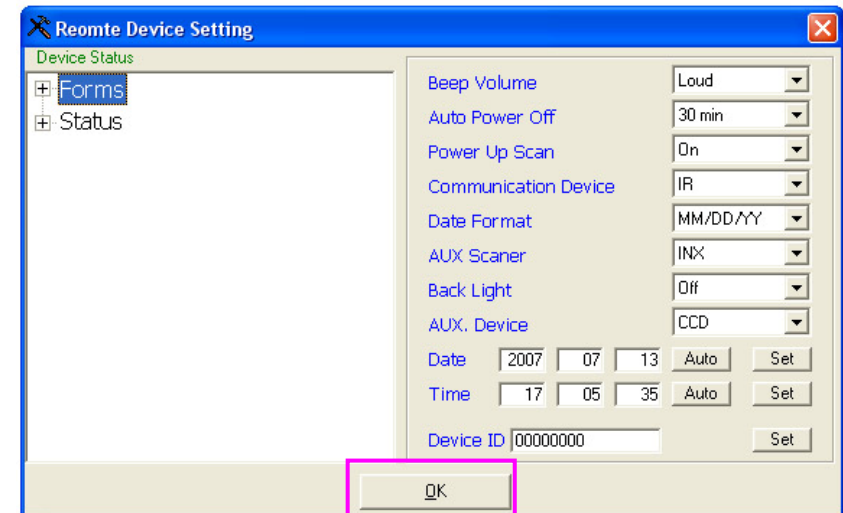 Reomte Device Setting
Device Status
Forms
Status
Beep Volume Loud
Auto Power Off 30 min
Power Up Scan On
Communication Device IR
Date Format MM/DD/YY
AUX Scaner INX
Back Light Off
AUX. Device CCD
Date 2007 07 13 Auto Set
Time 17 05 35 Auto Set
Device ID 00000000 Set
OK